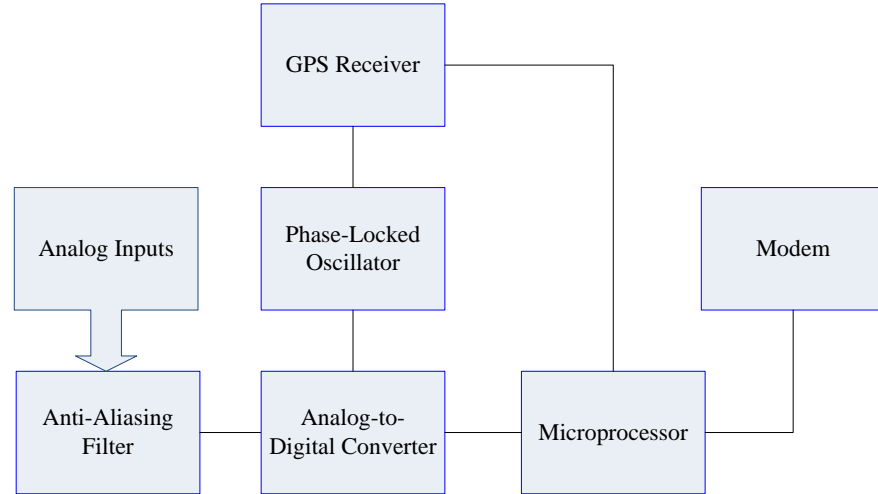 GPS Receiver
Analog Inputs
Phase-Locked
Oscillator
Modem
Anti-Aliasing
Filter
Analog-to-
Digital Converter
Microprocessor